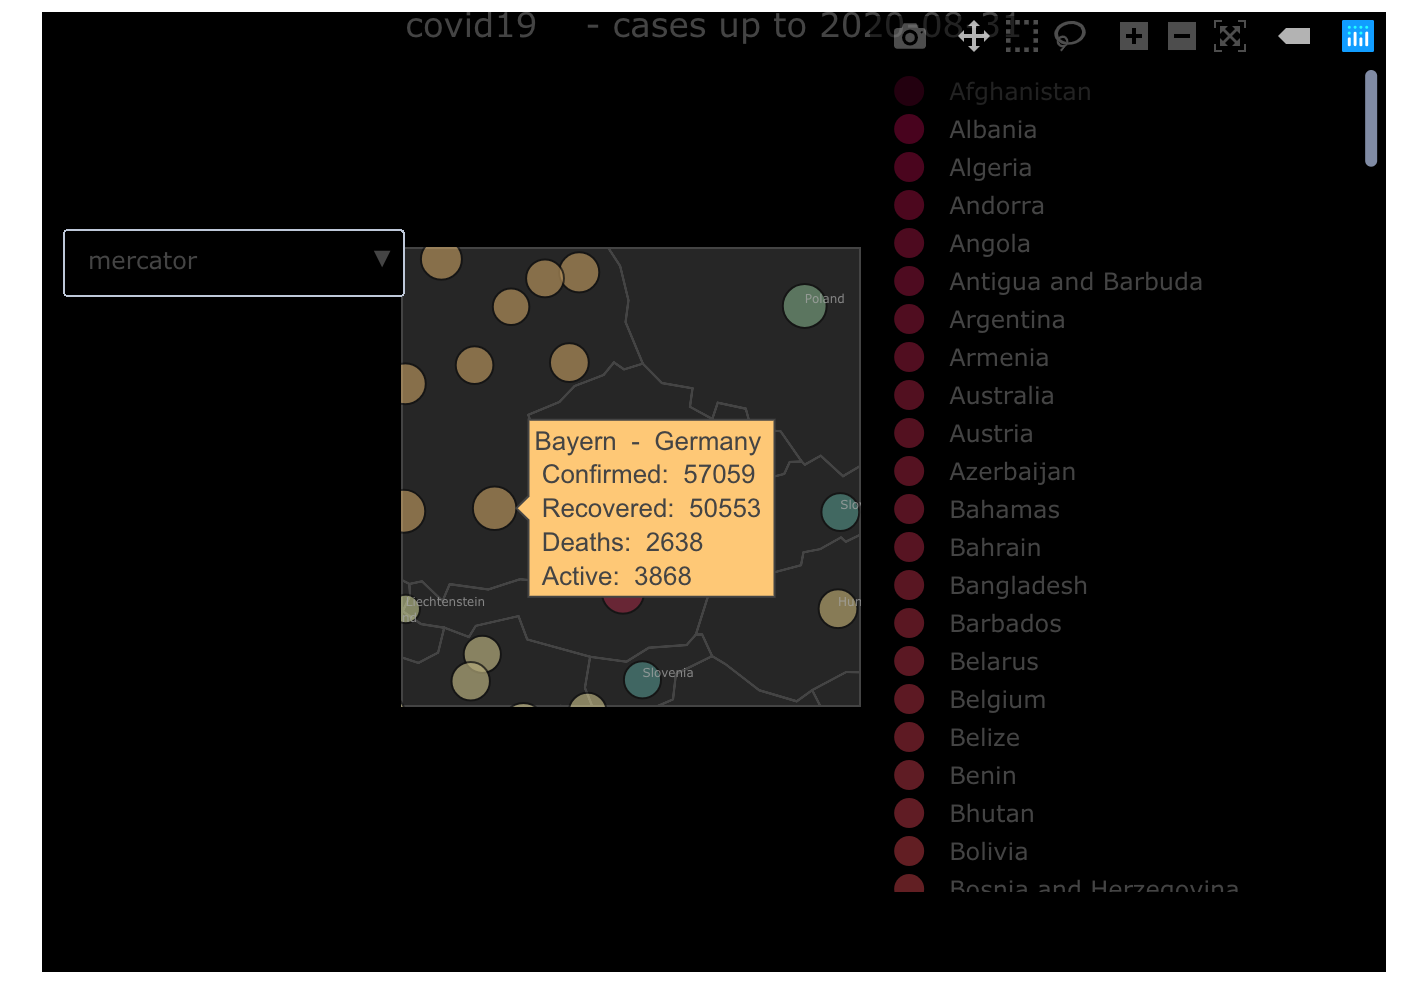 covid19 - cases up to 2020-08-31
mercator ▼
Poland
Bayern - Germany
Confirmed: 57059
Recovered: 50553
Deaths: 2638
Active: 3868
Slov
Liechtenstein
nd
Hun
Slovenia
Afghanistan
Albania
Algeria
Andorra
Angola
Antigua and Barbuda
Argentina
Armenia
Australia
Austria
Azerbaijan
Bahamas
Bahrain
Bangladesh
Barbados
Belarus
Belgium
Belize
Benin
Bhutan
Bolivia
Bosnia and Herzegovina